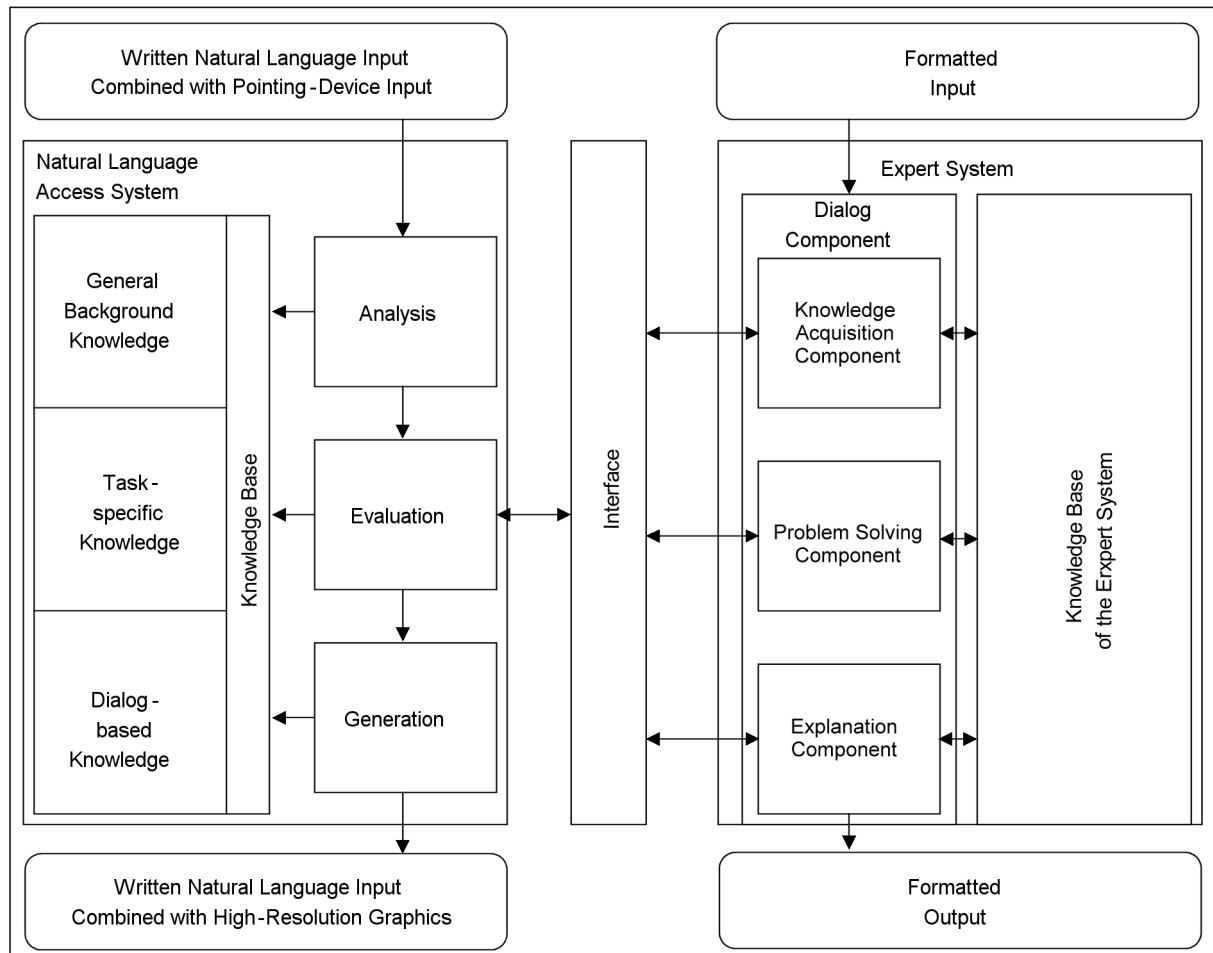 Written Natural Language Input
Combined with Pointing-Device Input
Formatted
Input
Natural Language
Access System
General
Background
Knowledge
Task-
specific
Knowledge
Dialog-
based
Knowledge
Knowledge Base
Analysis
Evaluation
Generation
Interface
Expert System
Dialog
Component
Knowledge
Acquisition
Component
Problem Solving
Component
Explanation
Component
Knowledge Base
of the Erxpert System
Written Natural Language Input
Combined with High-Resolution Graphics
Formatted
Output